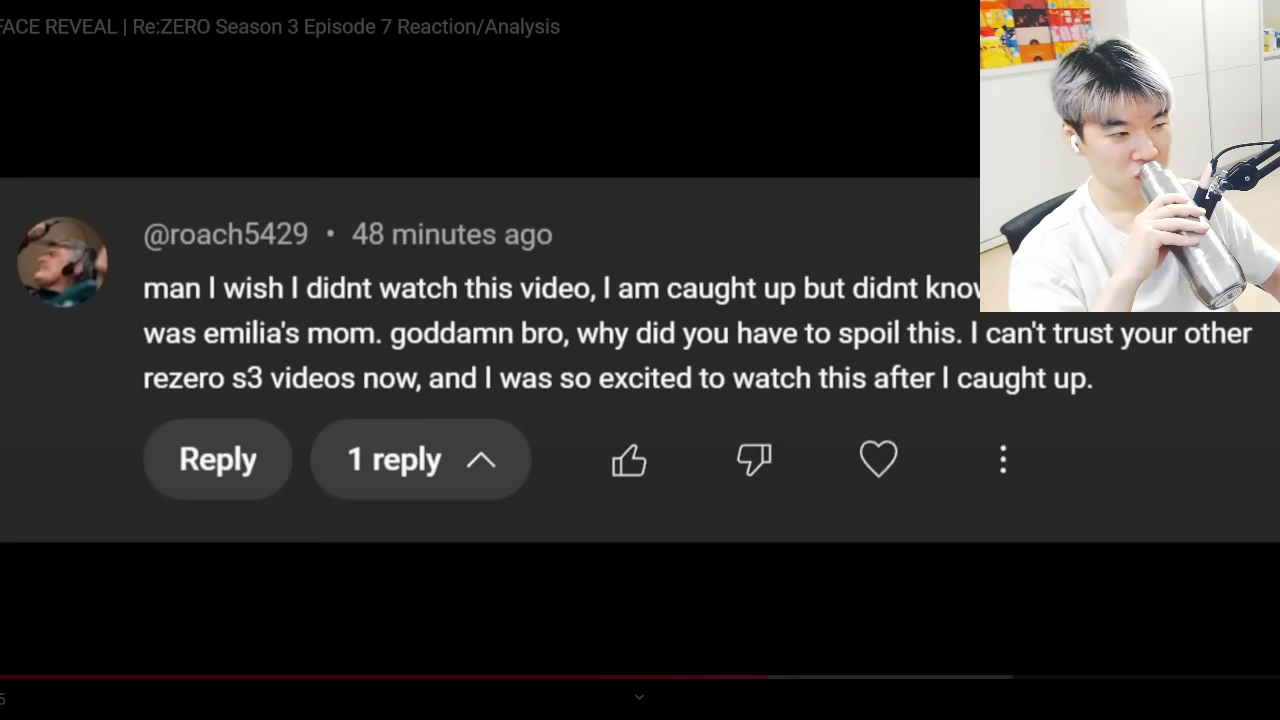 FACE REVEAL | Re:ZERO Season 3 Episode 7 Reaction/Analysis
@roach5429 • 48 minutes ago
man I wish I didnt watch this video, I am caught up but didnt know
was emilia's mom. goddamn bro, why did you have to spoil this. I can't trust your other
rezero s3 videos now, and I was so excited to watch this after I caught up.
Reply
1 reply
5